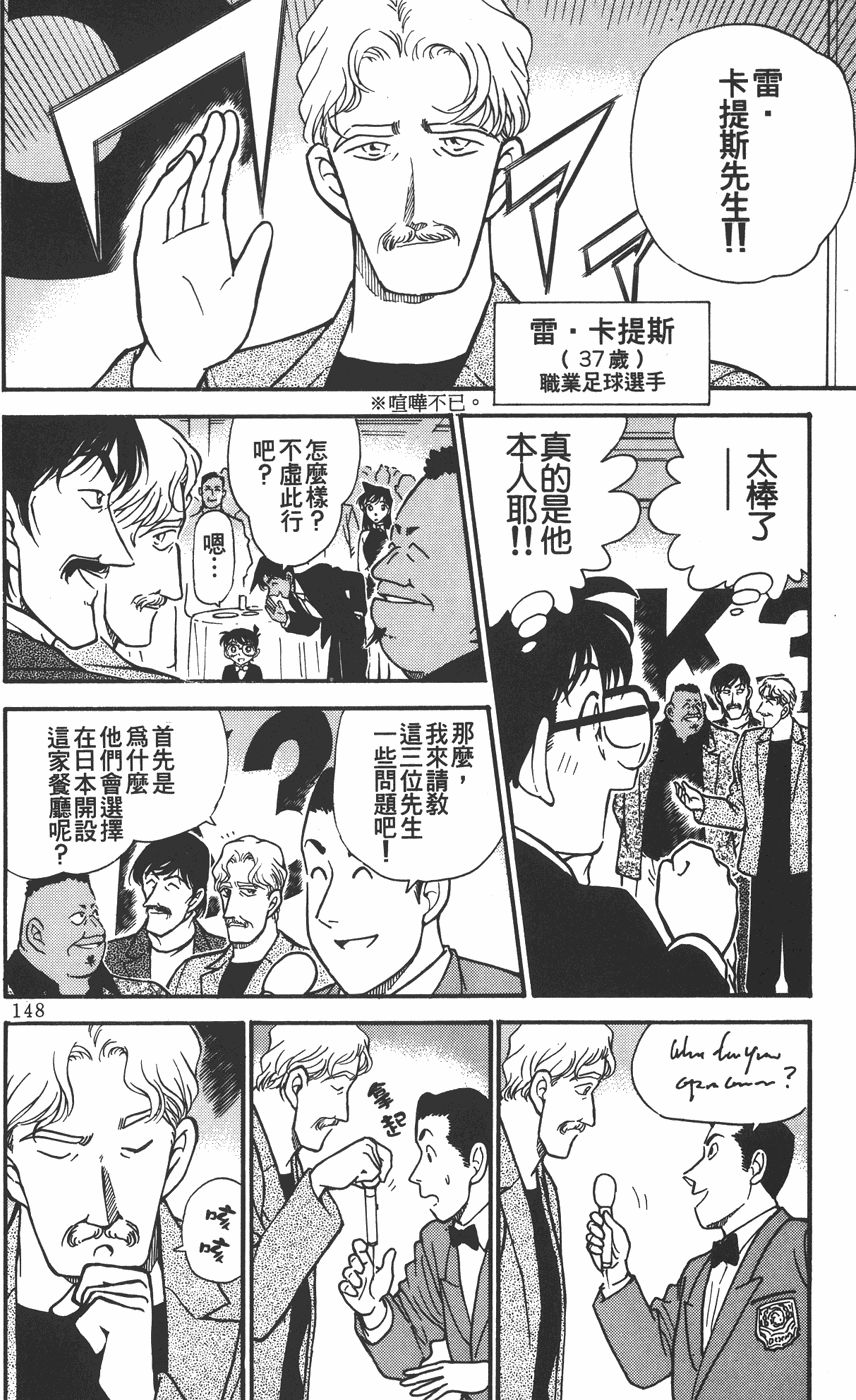 雷・
卡提斯先生!!
雷・卡提斯
(37歲)
職業足球選手
※喧嘩不已。
太棒了
——
真的是他
本人耶!!
K3
怎麼樣?
不虛此行
吧?
嗯…
那麼，
我來請教
這三位先生
一些問題吧！
首先是
為什麼
他們會選擇
在日本開設
這家餐廳呢？
148
?
拿起
咳
咳